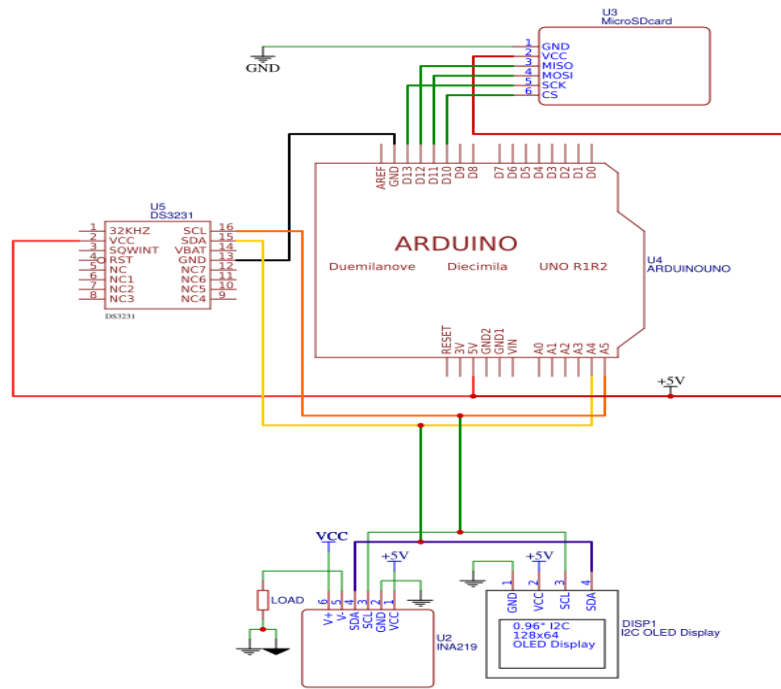 U3
MicroSDcard
1 GND
2 VCC
3 MISO
4 MOSI
5 SCK
6 CS
GND
AREF
GND
D13
D12
D11
D10
D9
D8
D7
D6
D5
D4
D3
D2
D1
D0
U5
DS3231
1 32KHZ
2 VCC
3 SQWINT
4 RST
5 NC
6 NC1
7 NC2
8 NC3
SCL 16
SDA 15
VBAT 14
GND 13
NC7 12
NC6 11
NC5 10
NC4 9
DS3231
ARDUINO
Duemilanove Diecimila UNO R1R2
U4
ARDUINOUNO
RESET
3V
5V
GND2
GND1
VIN
A0
A1
A2
A3
A4
A5
+5V
VCC
+5V
+5V
LOAD
6 V+
5 V-
4 SDA
3 SCL
2 GND
1 VCC
U2
INA219
1 GND
2 VCC
3 SCL
4 SDA
0.96" I2C
128x64
OLED Display
DISP1
I2C OLED Display